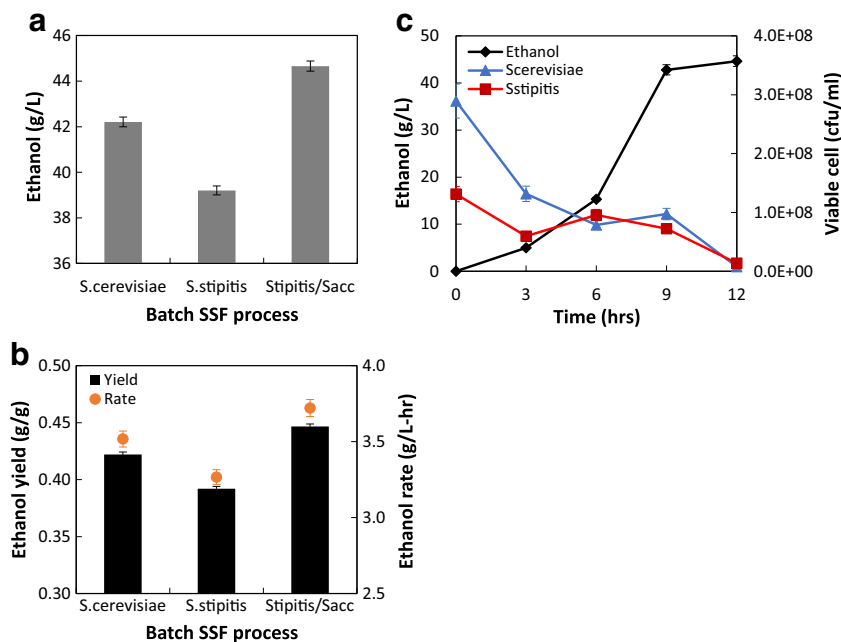 a
46
44
42
40
38
36
Ethanol (g/L)
S.cerevisiae S.stipitis Stipitis/Sacc
Batch SSF process
b
0.50
0.45
0.40
0.35
0.30
Ethanol yield (g/g)
Yield
Rate
4.0
3.5
3.0
2.5
Ethanol rate (g/L-hr)
S.cerevisiae S.stipitis Stipitis/Sacc
Batch SSF process
c
50
40
30
20
10
0
Ethanol (g/L)
Ethanol
Scerevisiae
Sstipitis
4.0E+08
3.0E+08
2.0E+08
1.0E+08
0.0E+00
Viable cell (cfu/ml)
0 3 6 9 12
Time (hrs)